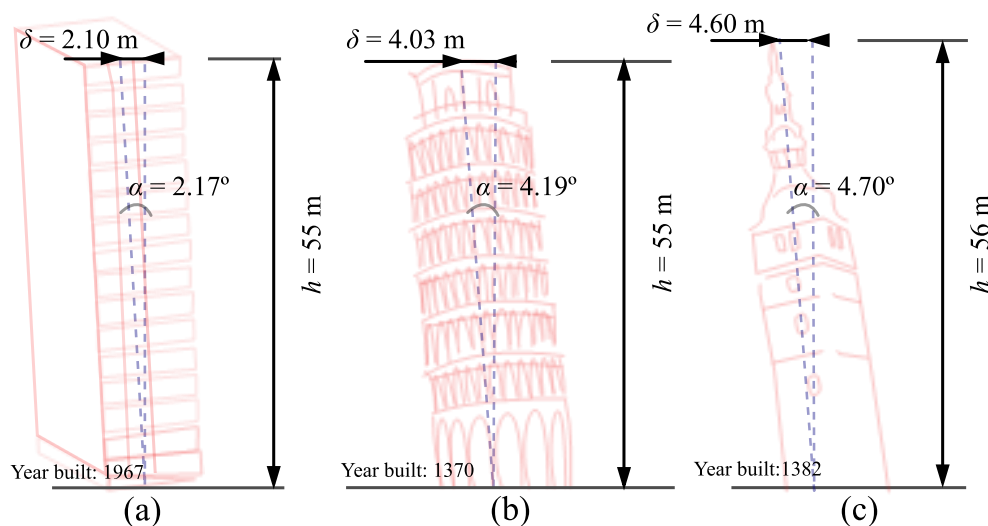 δ = 2.10 m
α = 2.17º
h = 55 m
Year built: 1967
(a)
δ = 4.03 m
α = 4.19º
h = 55 m
Year built: 1370
(b)
δ = 4.60 m
α = 4.70º
h = 56 m
Year built:1382
(c)